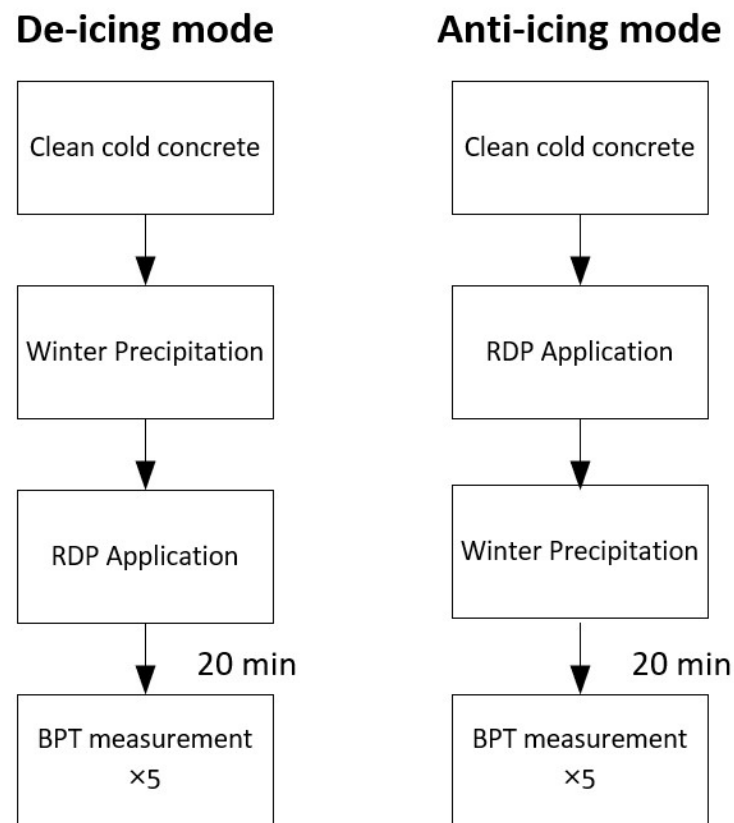 De-icing mode
Clean cold concrete
Winter Precipitation
RDP Application
20 min
BPT measurement
×5
Anti-icing mode
Clean cold concrete
RDP Application
Winter Precipitation
20 min
BPT measurement
×5